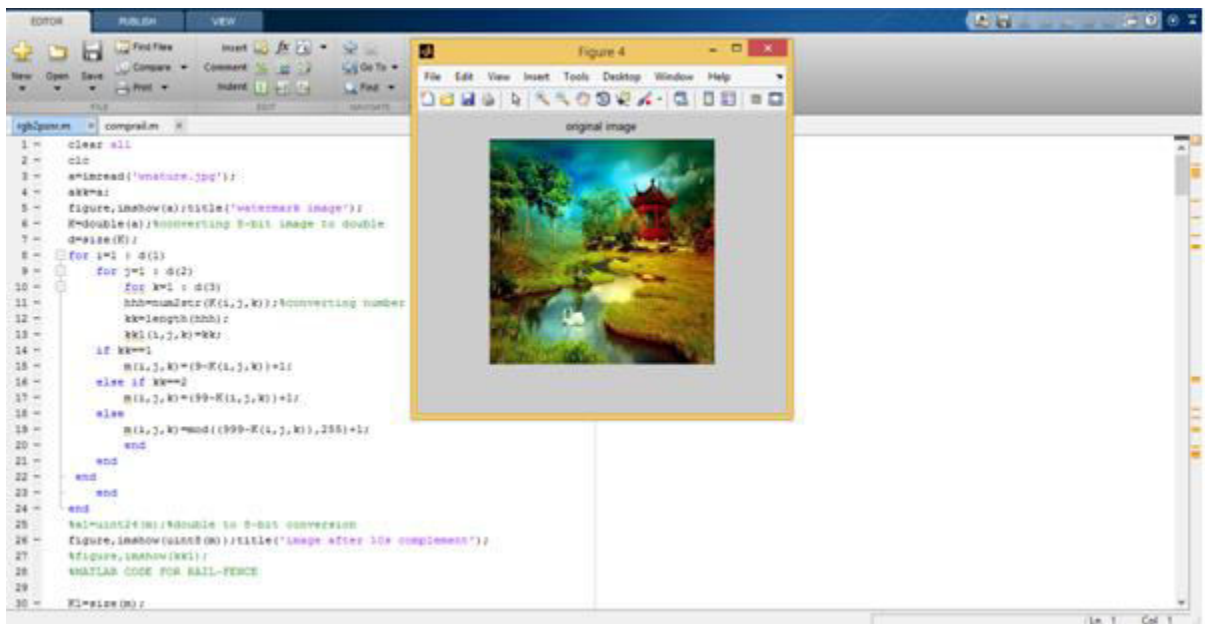 EDITOR PUBLISH VIEW
New Open Save
Find Files
Compare
Print
Insert fx
Comment
Indent
Go To
Find
FILE EDIT NAVIGATE
rgb2psnr.m × comprail.m ×
1 clear all
2 clc
3 a=imread('wnature.jpg');
4 akk=a;
5 figure,imshow(a);title('watermark image');
6 K=double(a);%converting 8-bit image to double
7 d=size(K);
8 for i=1 : d(1)
9 for j=1 : d(2)
10 for k=1 : d(3)
11 hhh=num2str(K(i,j,k));%converting number
12 kk=length(hhh);
13 kk1(i,j,k)=kk;
14 if kk==1
15 m(i,j,k)=(9-K(i,j,k))+1;
16 else if kk==2
17 m(i,j,k)=(99-K(i,j,k))+1;
18 else
19 m(i,j,k)=mod((999-K(i,j,k)),255)+1;
20 end
21 end
22 end
23 end
24 end
25 %a1=uint24(m);%double to 8-bit conversion
26 figure,imshow(uint8(m));title('image after 10s complement');
27 %figure,imshow(kk1);
28 %MATLAB CODE FOR RAIL-FENCE
29
30 K1=size(m);
Figure 4
File Edit View Insert Tools Desktop Window Help
original image
Ln 1 Col 1